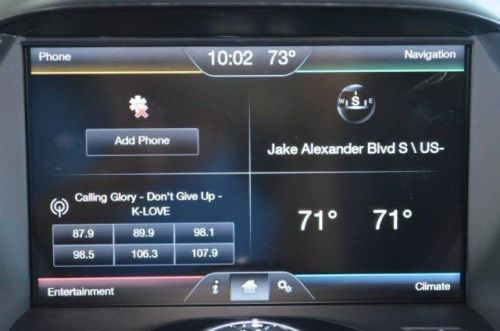 Phone
10:02 73°
Navigation
Add Phone
W S E
Jake Alexander Blvd S \ US-
Calling Glory - Don't Give Up -
K-LOVE
87.9 89.9 98.1
98.5 106.3 107.9
71° 71°
Entertainment
i
Climate